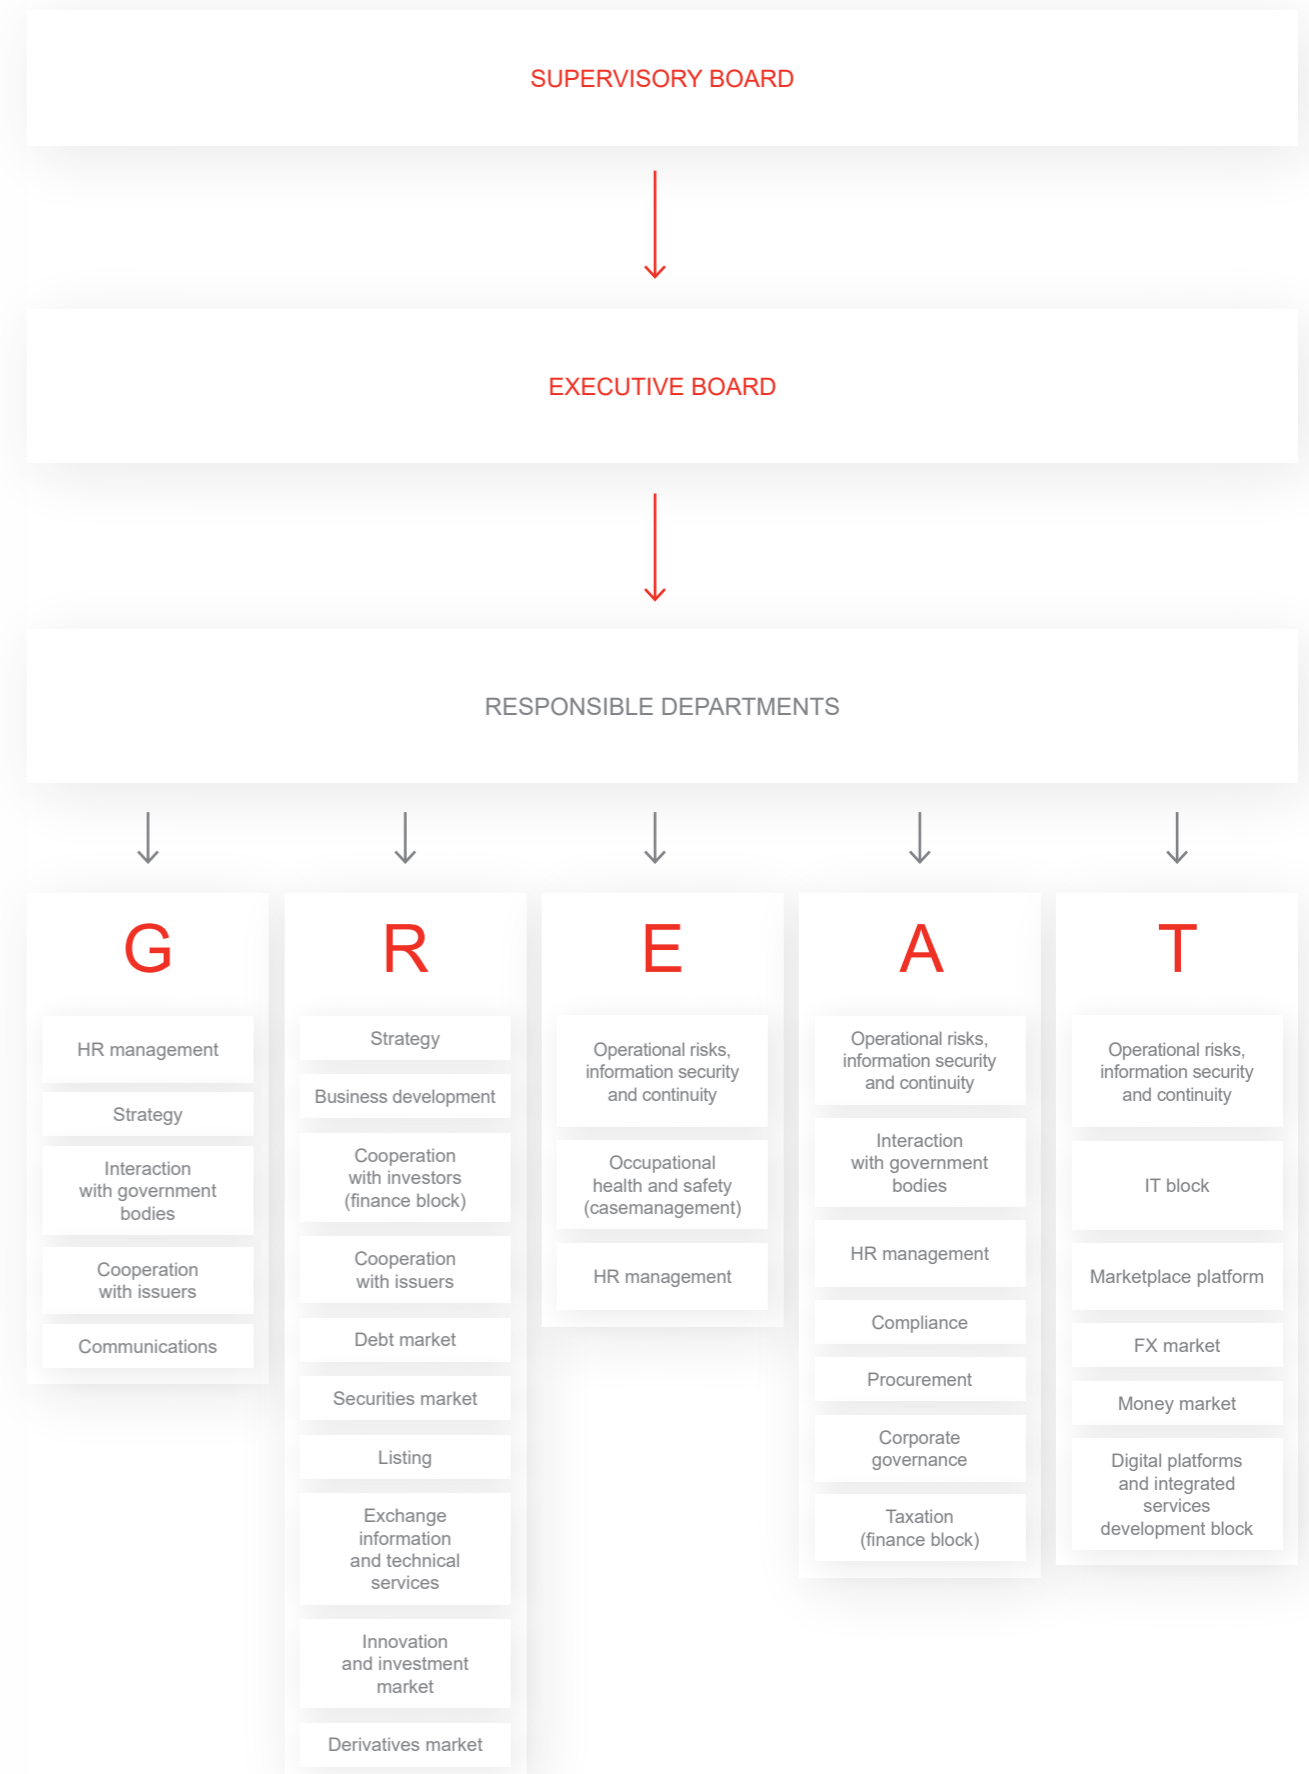 SUPERVISORY BOARD
EXECUTIVE BOARD
RESPONSIBLE DEPARTMENTS
G
HR management
Strategy
Interaction
with government
bodies
Cooperation
with issuers
Communications
R
Strategy
Business development
Cooperation
with investors
(finance block)
Cooperation
with issuers
Debt market
Securities market
Listing
Exchange
information
and technical
services
Innovation
and investment
market
Derivatives market
E
Operational risks,
information security
and continuity
Occupational
health and safety
(casemanagement)
HR management
A
Operational risks,
information security
and continuity
Interaction
with government
bodies
HR management
Compliance
Procurement
Corporate
governance
Taxation
(finance block)
T
Operational risks,
information security
and continuity
IT block
Marketplace platform
FX market
Money market
Digital platforms
and integrated
services
development block